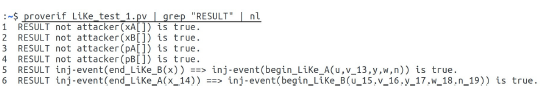 :~$ proverif LiKe_test_1.pv | grep "RESULT" | nl
1 RESULT not attacker(xA[]) is true.
2 RESULT not attacker(xB[]) is true.
3 RESULT not attacker(pA[]) is true.
4 RESULT not attacker(pB[]) is true.
5 RESULT inj-event(end_LiKe_B(x)) ==> inj-event(begin_LiKe_A(u,v_13,y,w,n)) is true.
6 RESULT inj-event(end_LiKe_A(x_14)) ==> inj-event(begin_LiKe_B(u_15,v_16,y_17,w_18,n_19)) is true.